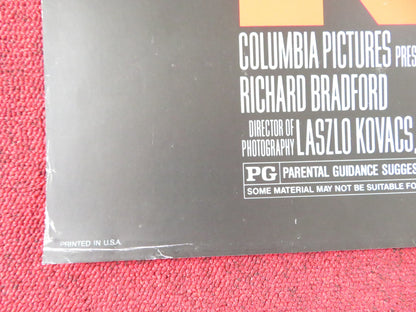 COLUMBIA PICTURES PRES
RICHARD BRADFORD
DIRECTOR OF PHOTOGRAPHY LASZLO KOVACS,
PG PARENTAL GUIDANCE SUGGES
SOME MATERIAL MAY NOT BE SUITABLE FO
PRINTED IN U.S.A.